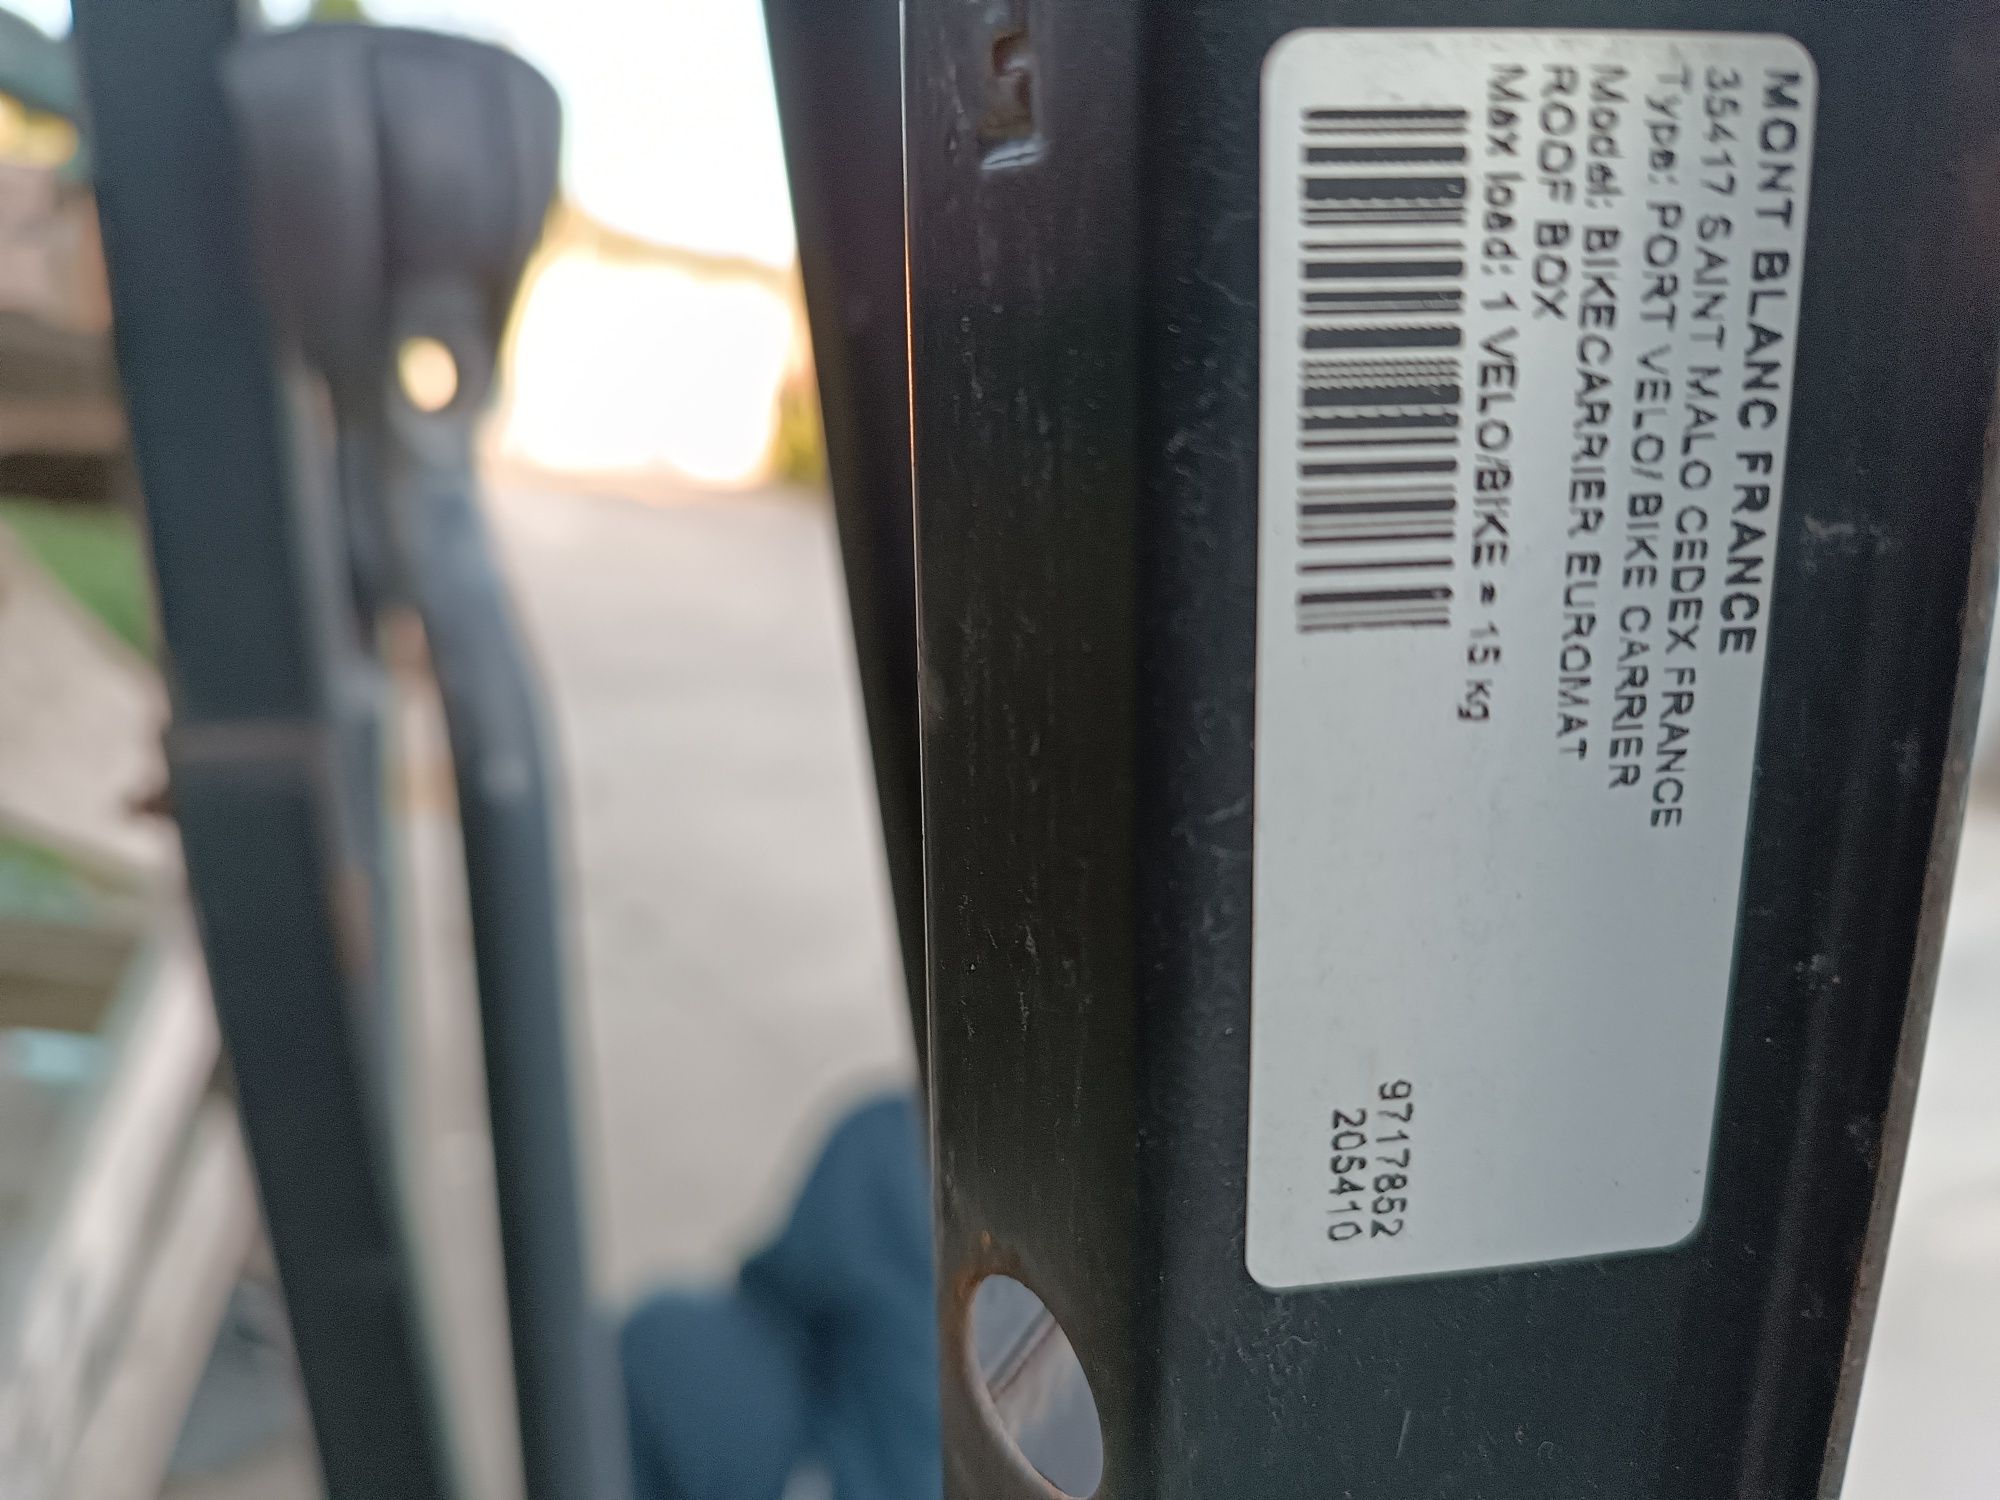 MONT BLANC FRANCE
35417 SAINT MALO CEDEX FRANCE
Type: PORT VELO/ BIKE CARRIER
Model: BIKECARRIER EUROMAT
ROOF BOX
Max load: 1 VELO/BIKE = 15 kg
9717852
205410